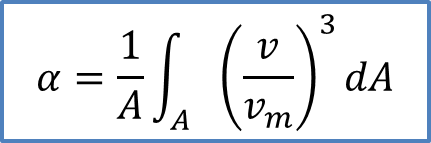 α = 1/A ∫_A (v/v_m)^3 dA